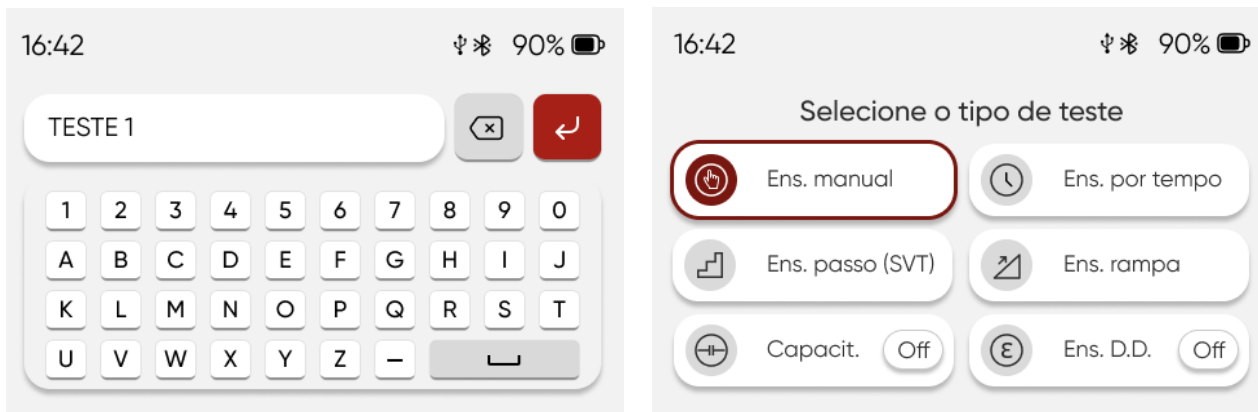 16:42 90%
TESTE 1
1 2 3 4 5 6 7 8 9 0
A B C D E F G H I J
K L M N O P Q R S T
U V W X Y Z –
16:42 90%
Selecione o tipo de teste
Ens. manual Ens. por tempo
Ens. passo (SVT) Ens. rampa
Capacit. Off ε Ens. D.D. Off